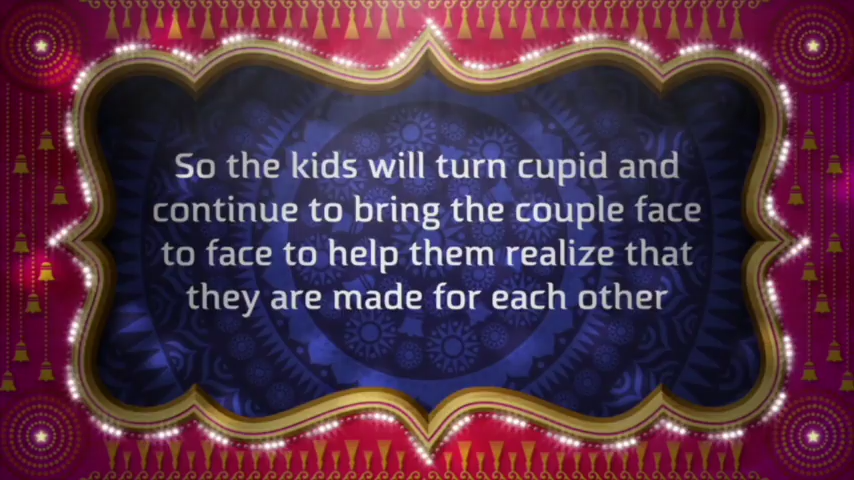 So the kids will turn cupid and
continue to bring the couple face
to face to help them realize that
they are made for each other